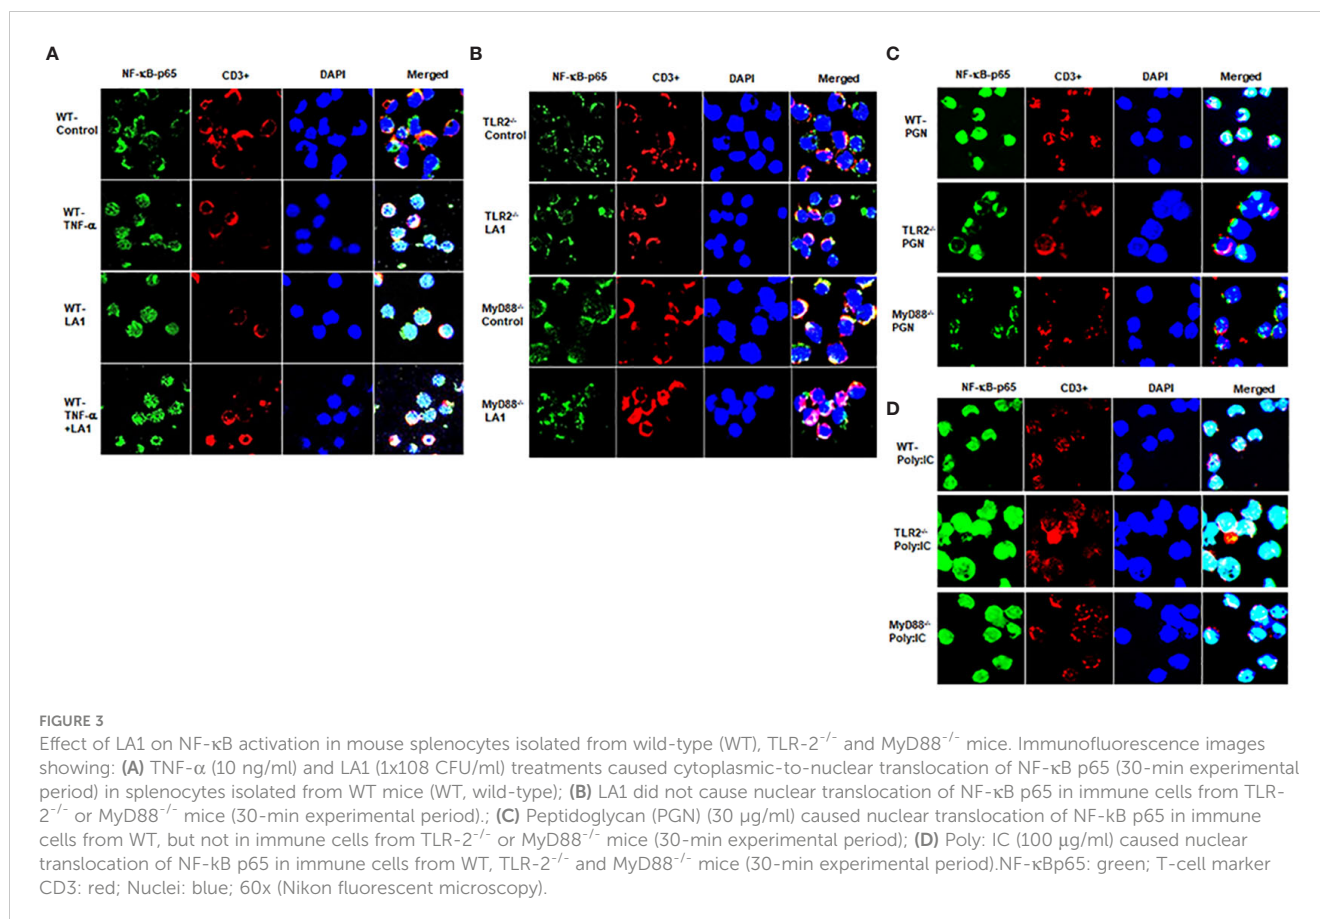 A
NF-κB-p65 CD3+ DAPI Merged
WT-
Control
WT-
TNF-α
WT-
LA1
WT-
TNF-α
+LA1
B
NF-κB-p65 CD3+ DAPI Merged
TLR2-/-
Control
TLR2-/-
LA1
MyD88-/-
Control
MyD88-/-
LA1
C
NF-κB-p65 CD3+ DAPI Merged
WT-
PGN
TLR2-/-
PGN
MyD88-/-
PGN
D
NF-κB-p65 CD3+ DAPI Merged
WT-
Poly:IC
TLR2-/-
Poly:IC
MyD88-/-
Poly:IC
FIGURE 3
Effect of LA1 on NF-κB activation in mouse splenocytes isolated from wild-type (WT), TLR-2-/- and MyD88-/- mice. Immunofluorescence images
showing: (A) TNF-α (10 ng/ml) and LA1 (1x108 CFU/ml) treatments caused cytoplasmic-to-nuclear translocation of NF-κB p65 (30-min experimental
period) in splenocytes isolated from WT mice (WT, wild-type); (B) LA1 did not cause nuclear translocation of NF-κB p65 in immune cells from TLR-
2-/- or MyD88-/- mice (30-min experimental period).; (C) Peptidoglycan (PGN) (30 μg/ml) caused nuclear translocation of NF-kB p65 in immune
cells from WT, but not in immune cells from TLR-2-/- or MyD88-/- mice (30-min experimental period); (D) Poly: IC (100 μg/ml) caused nuclear
translocation of NF-kB p65 in immune cells from WT, TLR-2-/- and MyD88-/- mice (30-min experimental period).NF-κBp65: green; T-cell marker
CD3: red; Nuclei: blue; 60x (Nikon fluorescent microscopy).